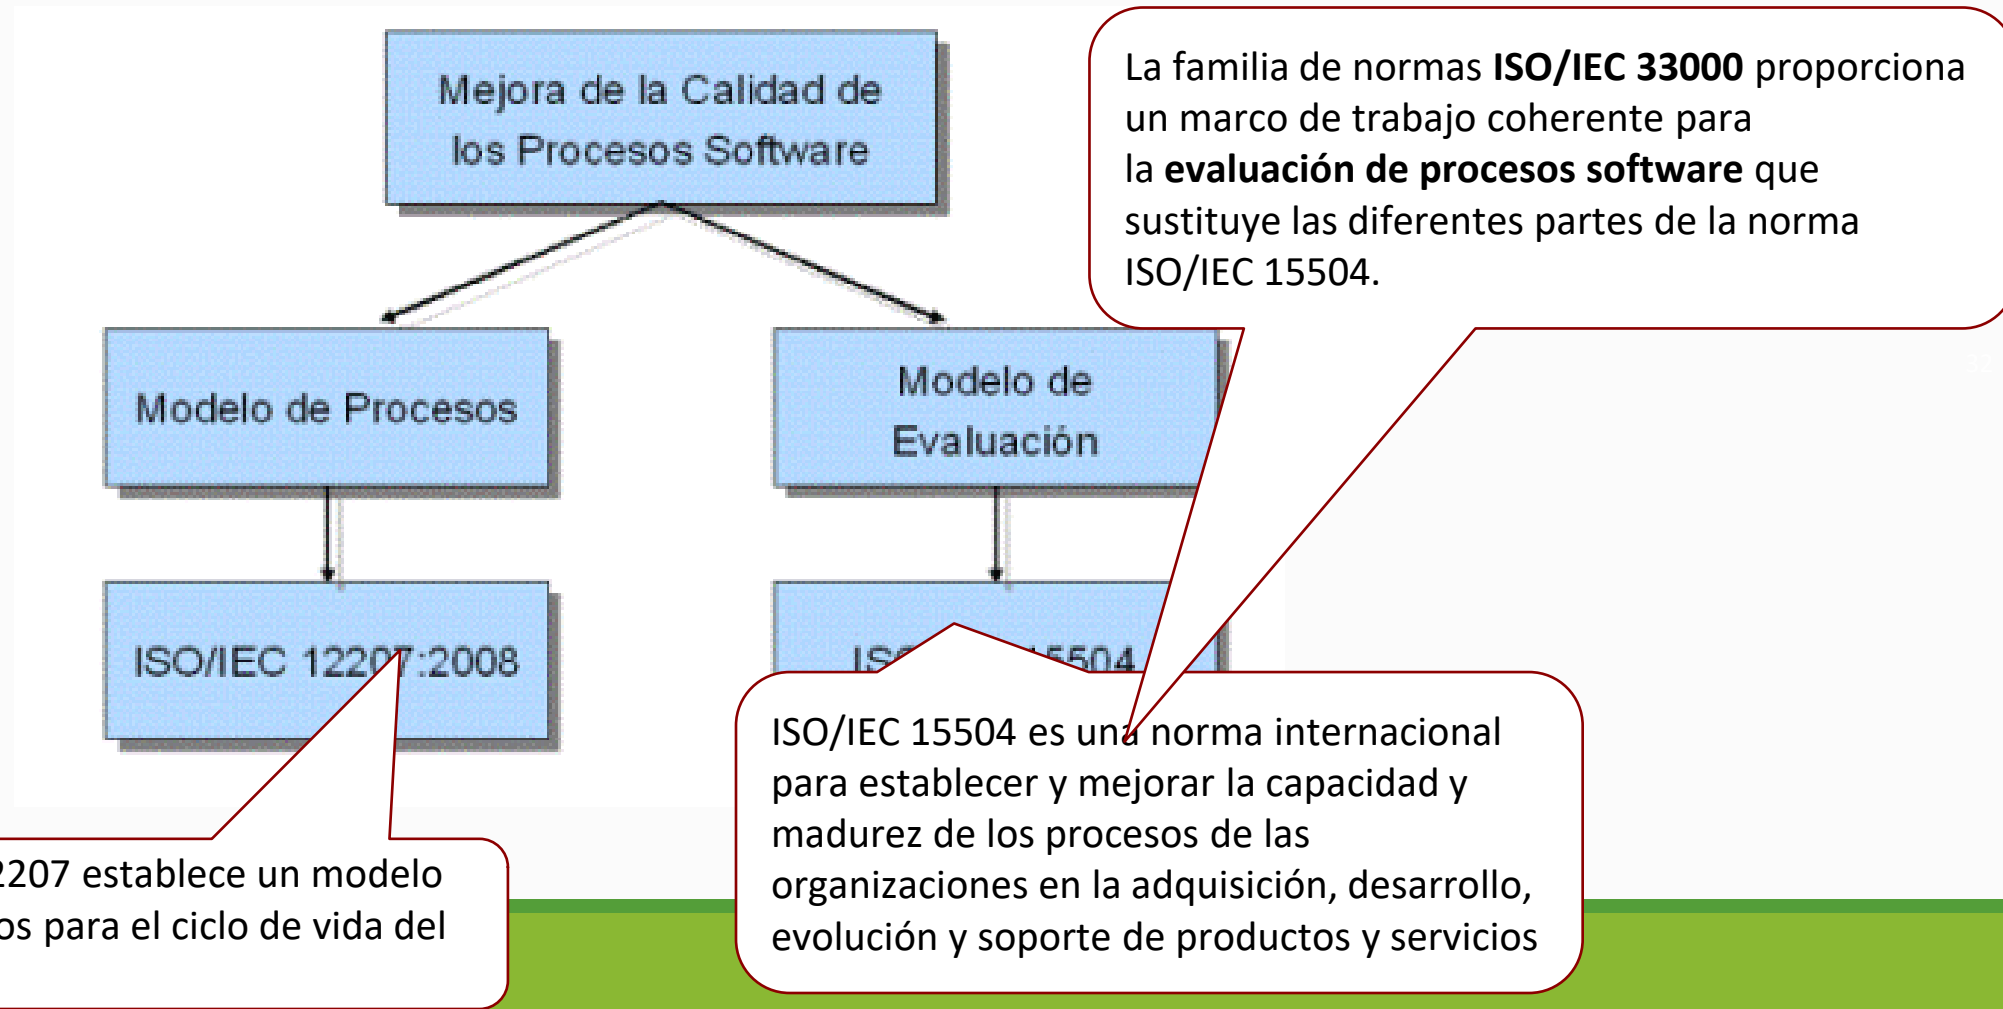 Mejora de la Calidad de
los Procesos Software
La familia de normas ISO/IEC 33000 proporciona
un marco de trabajo coherente para
la evaluación de procesos software que
sustituye las diferentes partes de la norma
ISO/IEC 15504.
32
Modelo de Procesos
Modelo de
Evaluación
ISO/IEC 12207:2008
15504
ISO/IEC 15504 es una norma internacional
para establecer y mejorar la capacidad y
madurez de los procesos de las
organizaciones en la adquisición, desarrollo,
evolución y soporte de productos y servicios
2207 establece un modelo
os para el ciclo de vida del